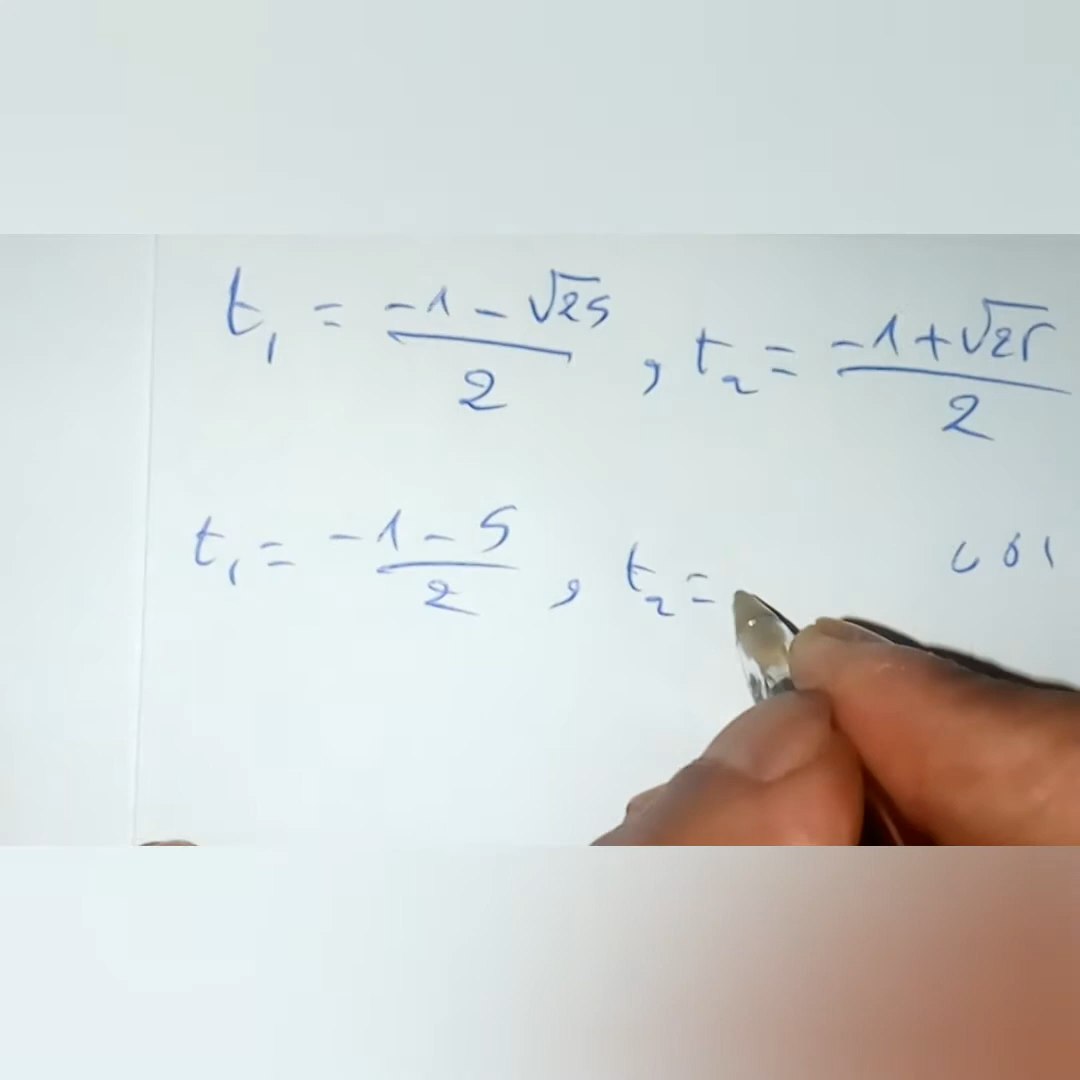 t₁ = (-1 - √25)/2 , t₂ = (-1 + √25)/2
t₁ = (-1 - 5)/2 , t₂ =